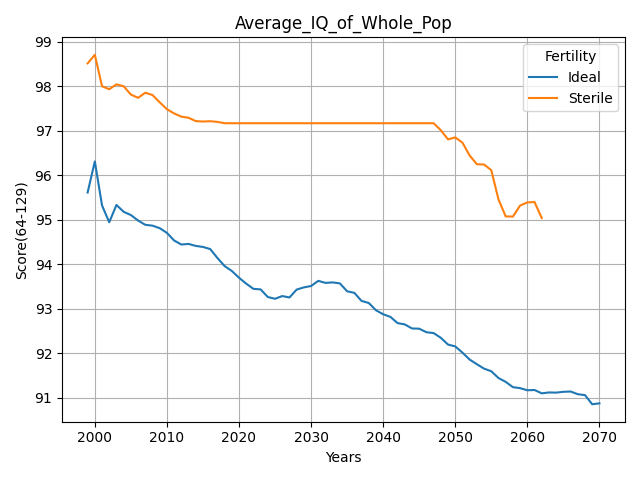 Average_IQ_of_Whole_Pop
Fertility
Ideal
Sterile
Score(64-129)
99
98
97
96
95
94
93
92
91
2000 2010 2020 2030 2040 2050 2060 2070
Years